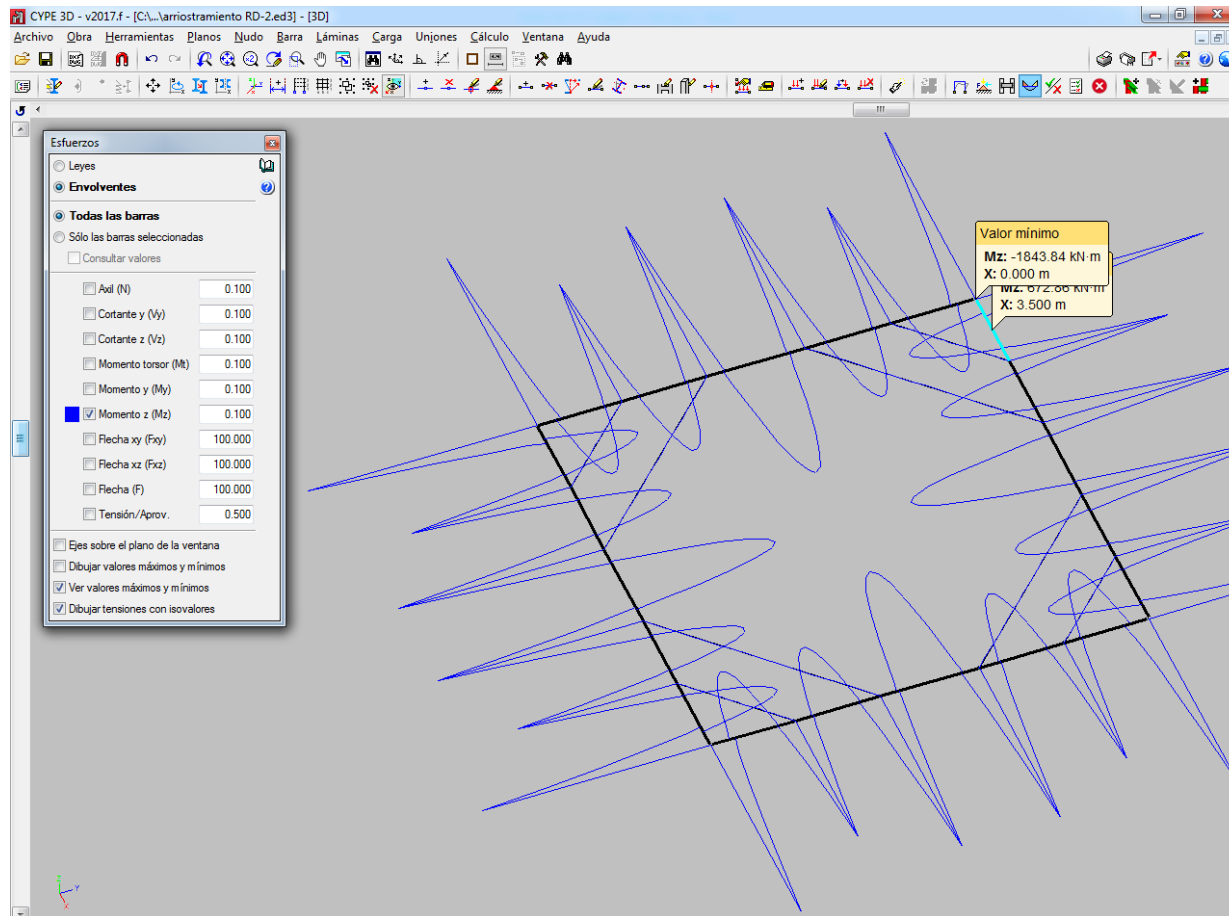 CYPE 3D - v2017.f - [C:\...\arriostramiento RD-2.ed3] - [3D]
Archivo Obra Herramientas Planos Nudo Barra Láminas Carga Uniones Cálculo Ventana Ayuda
Esfuerzos
Leyes
Envolventes
Todas las barras
Sólo las barras seleccionadas
Consultar valores
Axil (N) 0.100
Cortante y (Vy) 0.100
Cortante z (Vz) 0.100
Momento torsor (Mt) 0.100
Momento y (My) 0.100
Momento z (Mz) 0.100
Flecha xy (Fxy) 100.000
Flecha xz (Fxz) 100.000
Flecha (F) 100.000
Tensión/Aprov. 0.500
Ejes sobre el plano de la ventana
Dibujar valores máximos y mínimos
Ver valores máximos y mínimos
Dibujar tensiones con isovalores
Valor mínimo
Mz: -1843.84 kN·m
X: 0.000 m
Mz: 672.86 kN·m
X: 3.500 m
z
Y
X